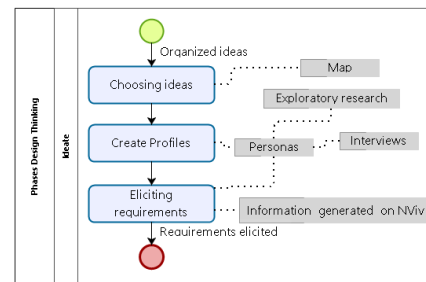 Phases Design Thinking
Ideate
Organized ideas
Choosing ideas
Map
Exploratory research
Create Profiles
Personas
Interviews
Eliciting
requirements
Information generated on NViv
Requirements elicited